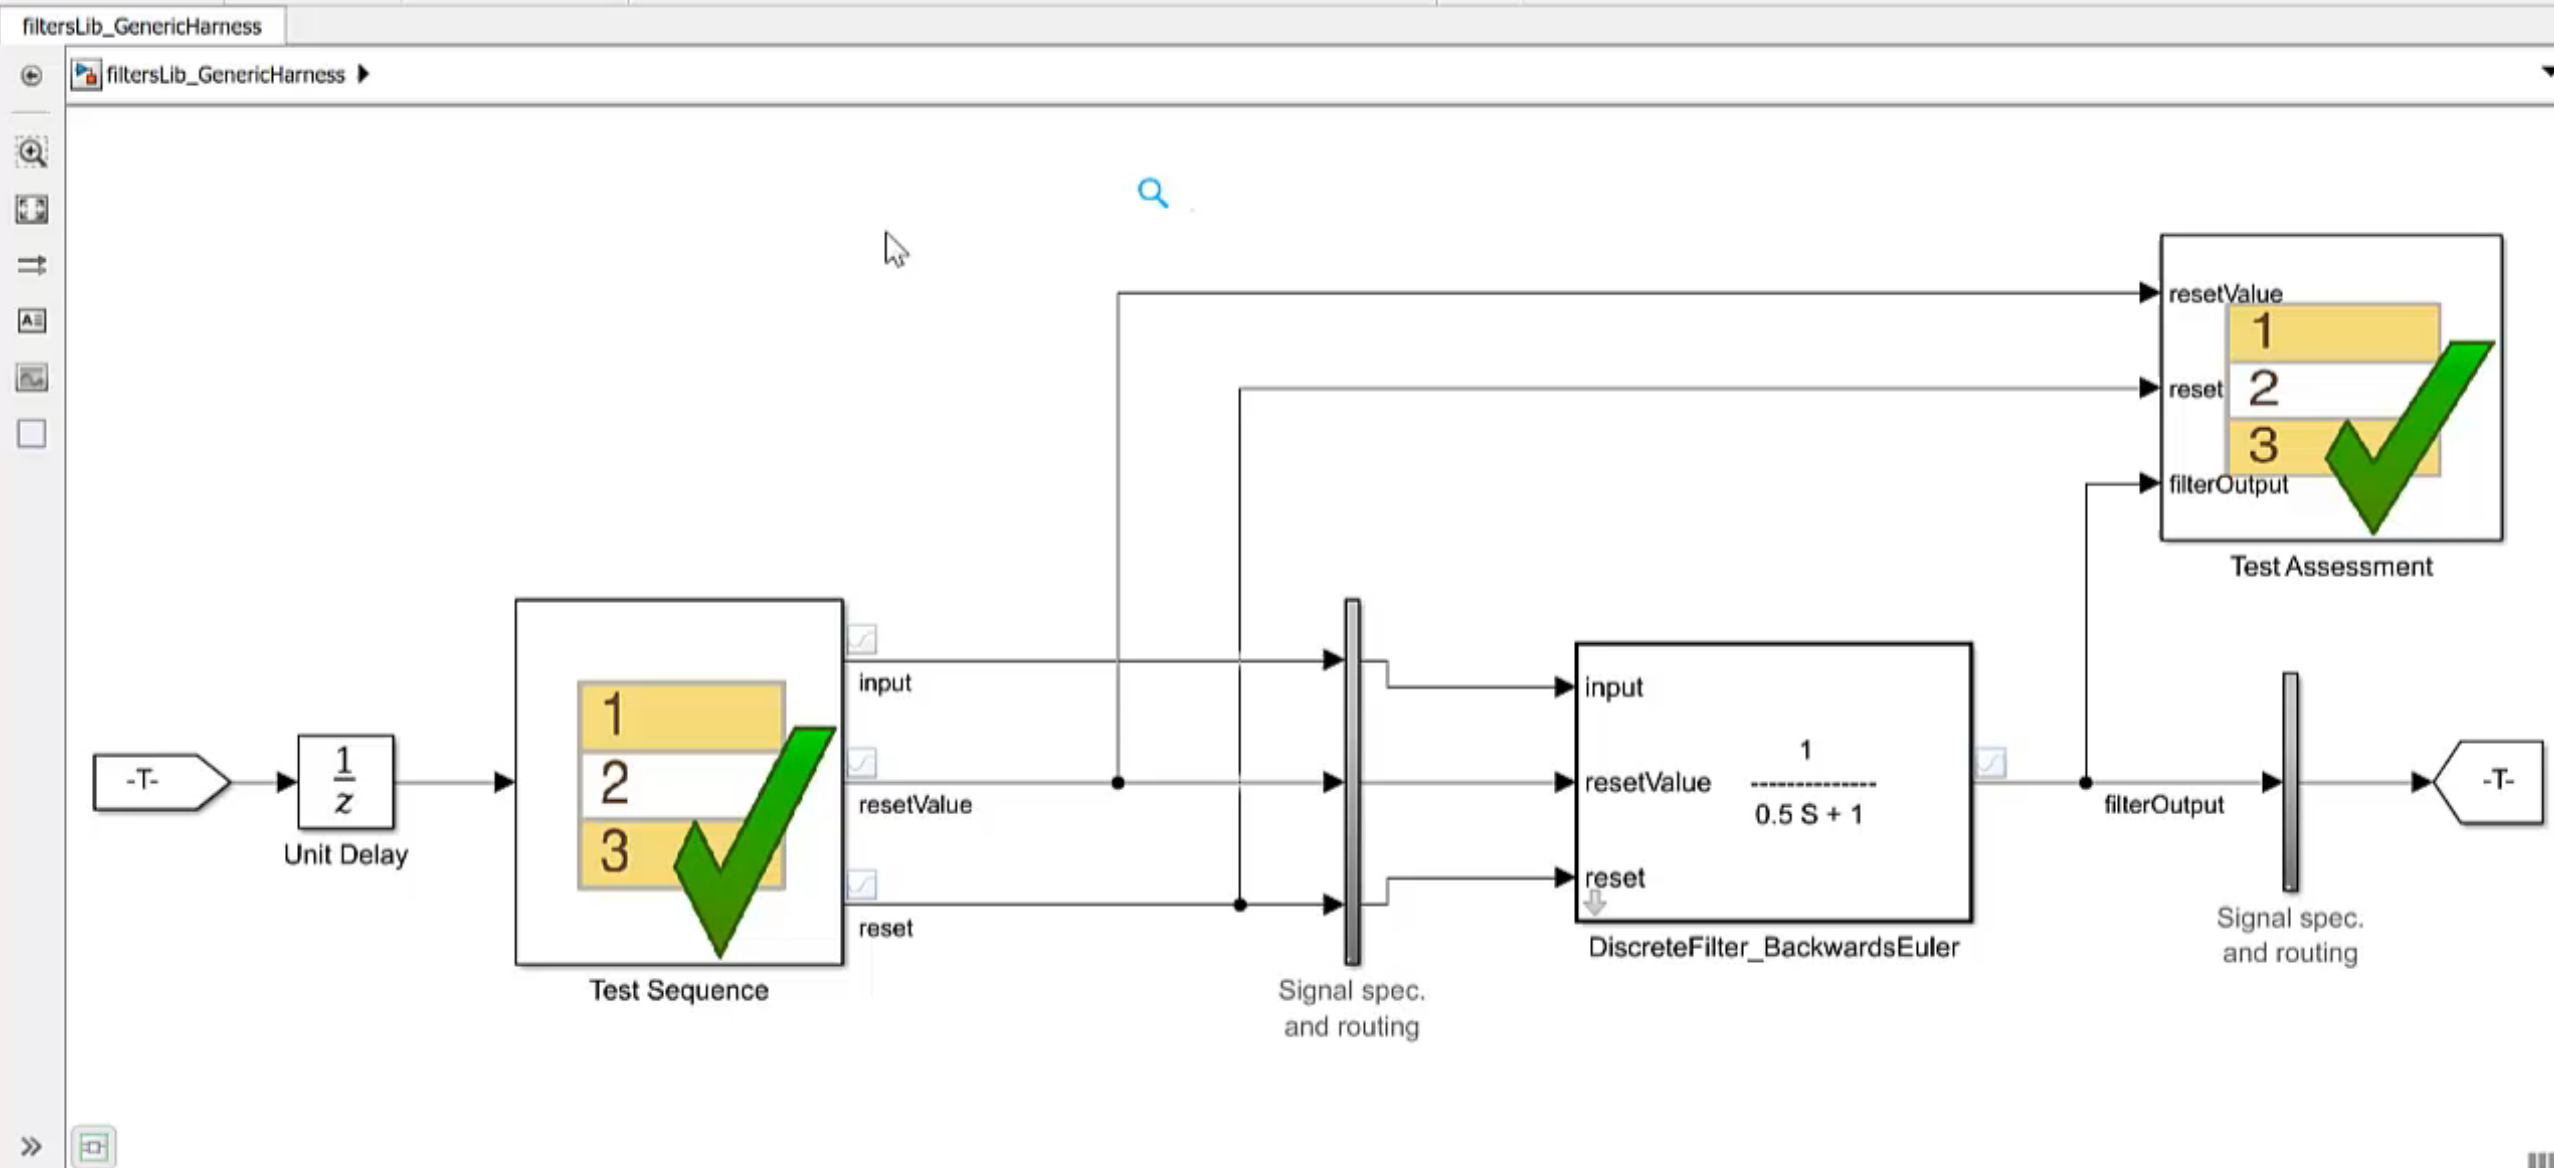 filtersLib_GenericHarness
filtersLib_GenericHarness
resetValue
1
reset
2
3
filterOutput
Test Assessment
input
resetValue
reset
1
2
3
Test Sequence
-T-
1
z
Unit Delay
Signal spec.
and routing
input
resetValue
reset
1
0.5 S + 1
DiscreteFilter_BackwardsEuler
filterOutput
Signal spec.
and routing
-T-